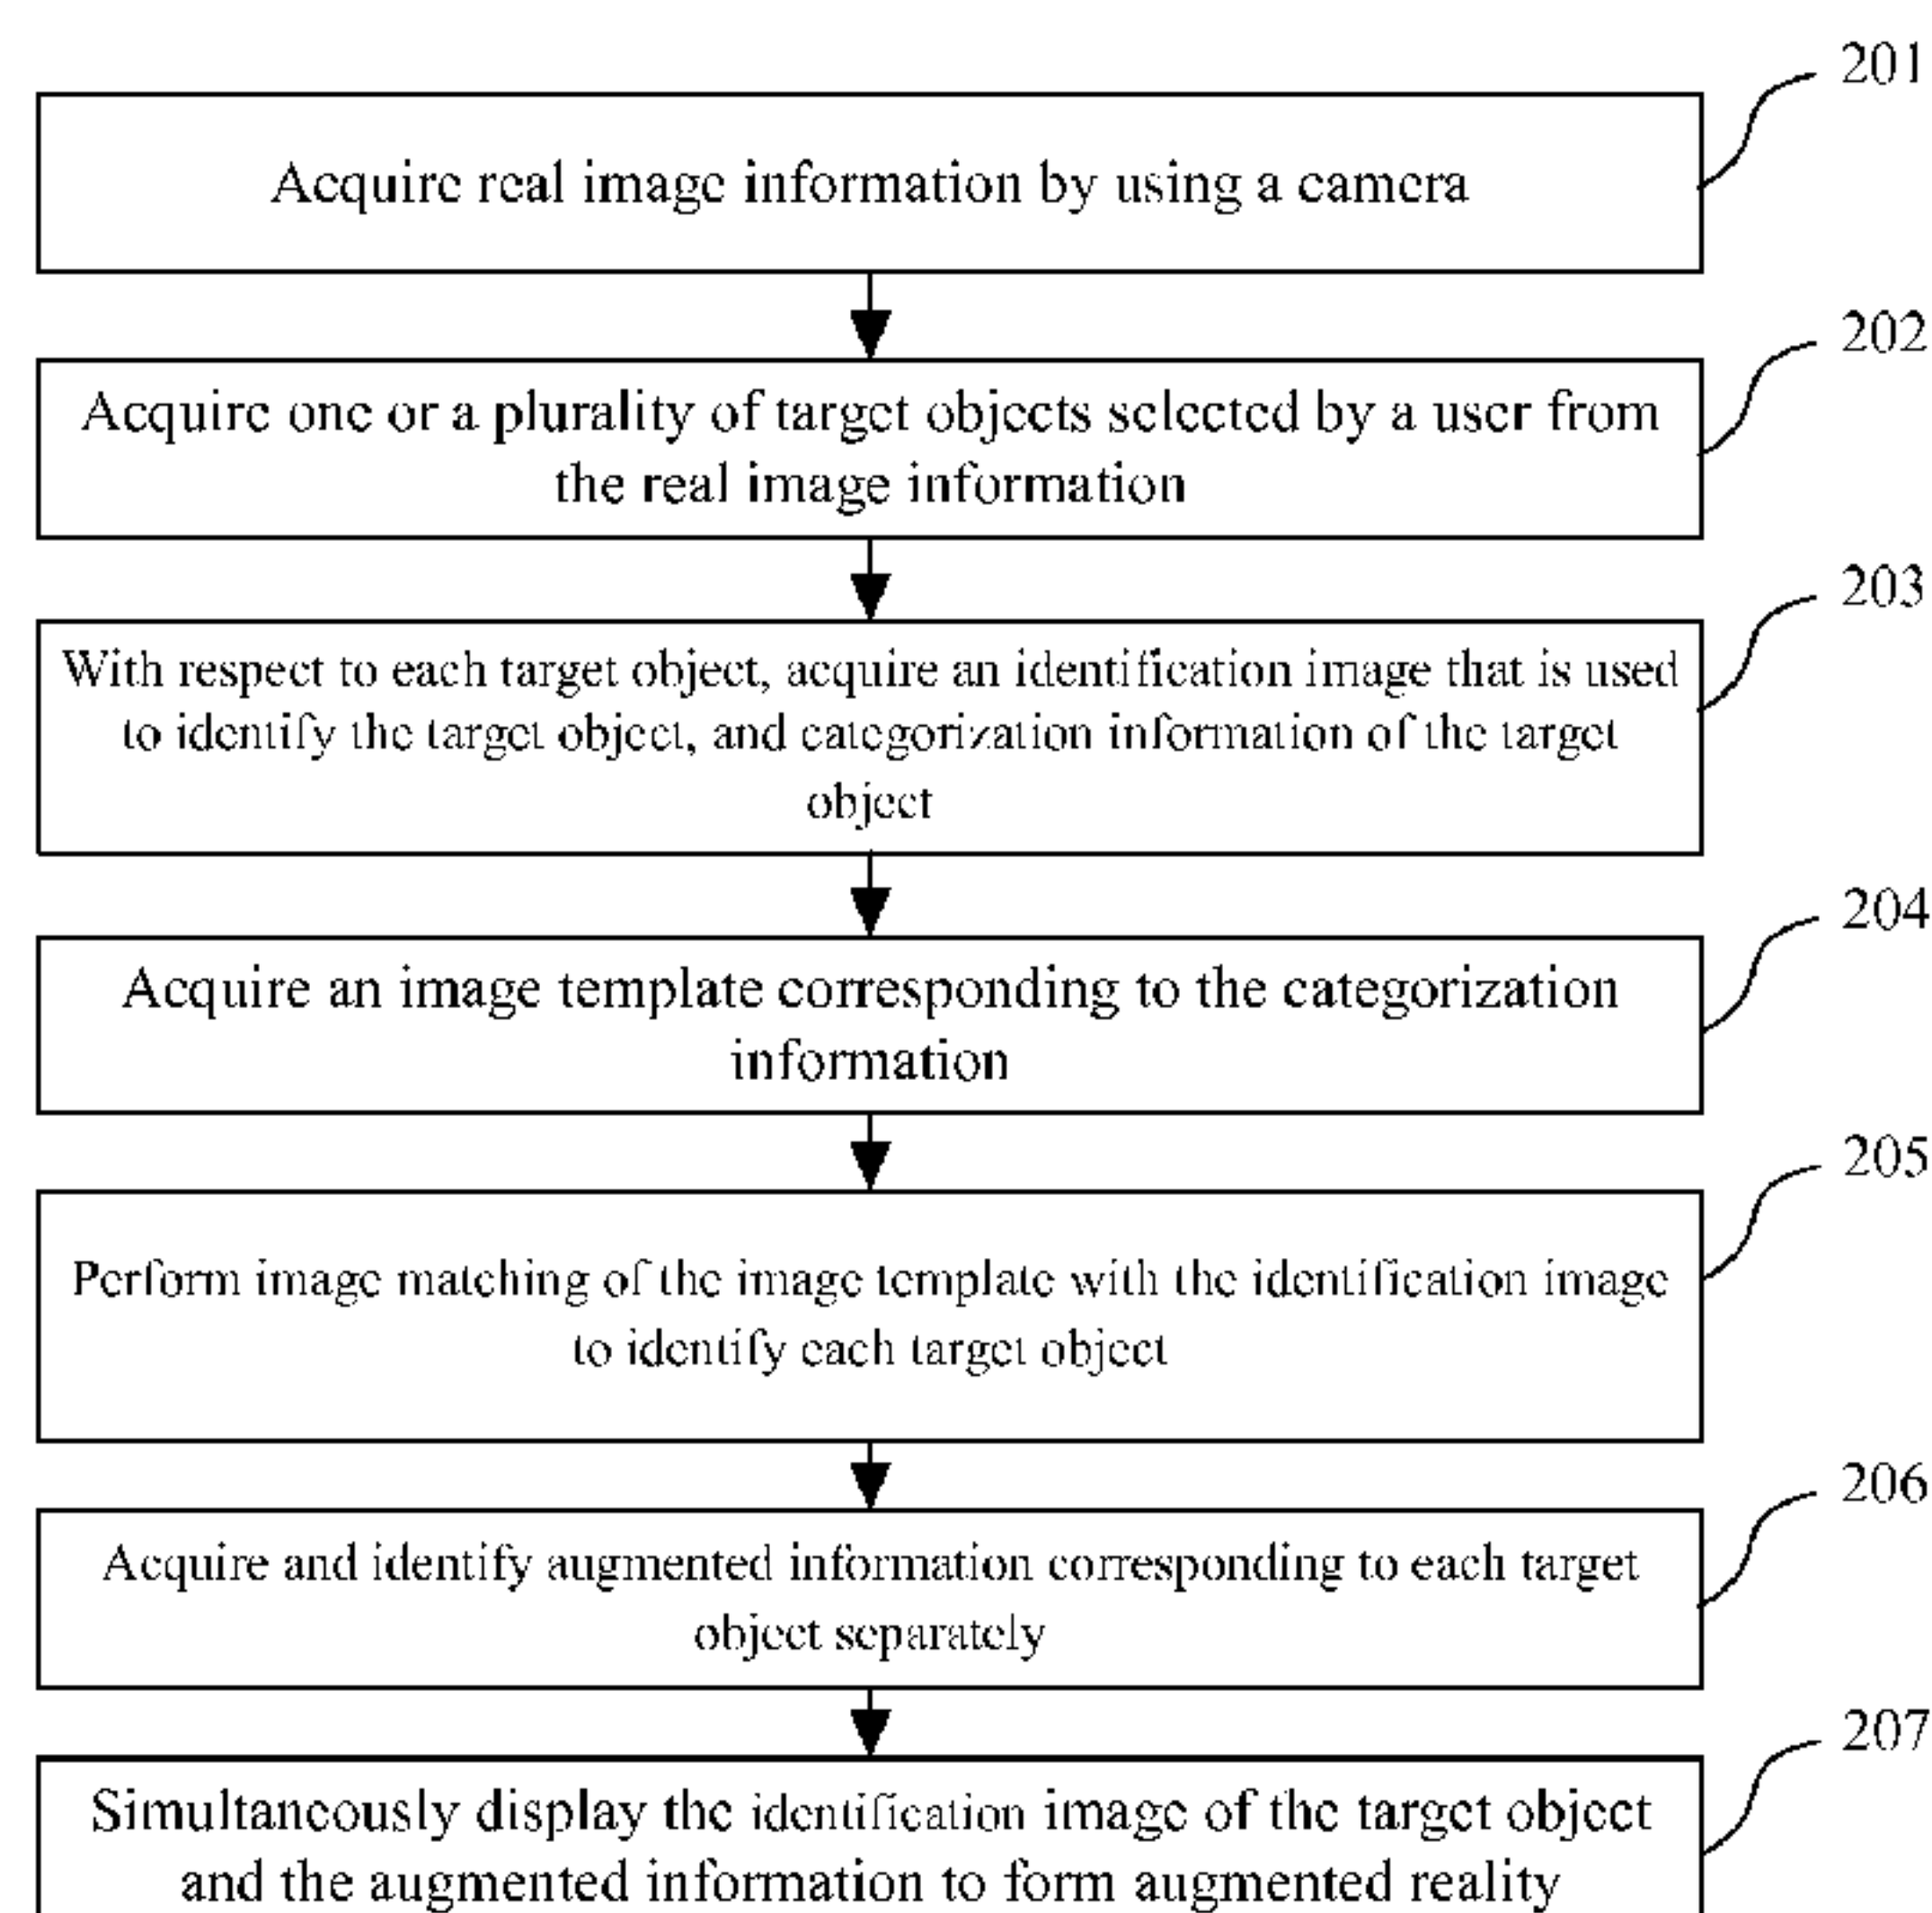 201
Acquire real image information by using a camera
202
Acquire one or a plurality of target objects selected by a user from
the real image information
203
With respect to each target object, acquire an identification image that is used
to identify the target object, and categorization information of the target
object
204
Acquire an image template corresponding to the categorization
information
205
Perform image matching of the image template with the identification image
to identify each target object
206
Acquire and identify augmented information corresponding to each target
object separately
207
Simultaneously display the identification image of the target object
and the augmented information to form augmented reality